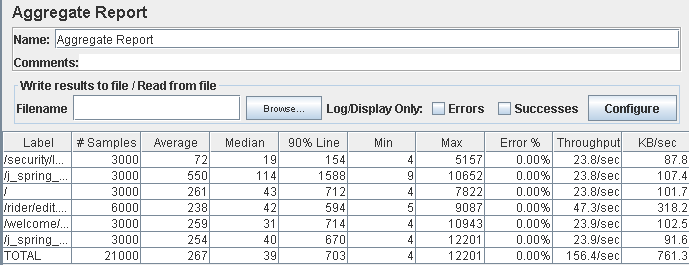 Aggregate Report
Name: Aggregate Report
Comments:
Write results to file / Read from file
Filename Browse... Log/Display Only: Errors Successes Configure
Label # Samples Average Median 90% Line Min Max Error % Throughput KB/sec
/security/l... 3000 72 19 154 4 5157 0.00% 23.8/sec 87.8
/j_spring_... 3000 550 114 1588 9 10652 0.00% 23.8/sec 107.4
/ 3000 261 43 712 4 7822 0.00% 23.8/sec 101.7
/rider/edit.... 6000 238 42 594 5 9087 0.00% 47.3/sec 318.2
/welcome/... 3000 259 31 714 4 10943 0.00% 23.9/sec 102.5
/j_spring_... 3000 254 40 670 4 12201 0.00% 23.9/sec 91.6
TOTAL 21000 267 39 703 4 12201 0.00% 156.4/sec 761.3